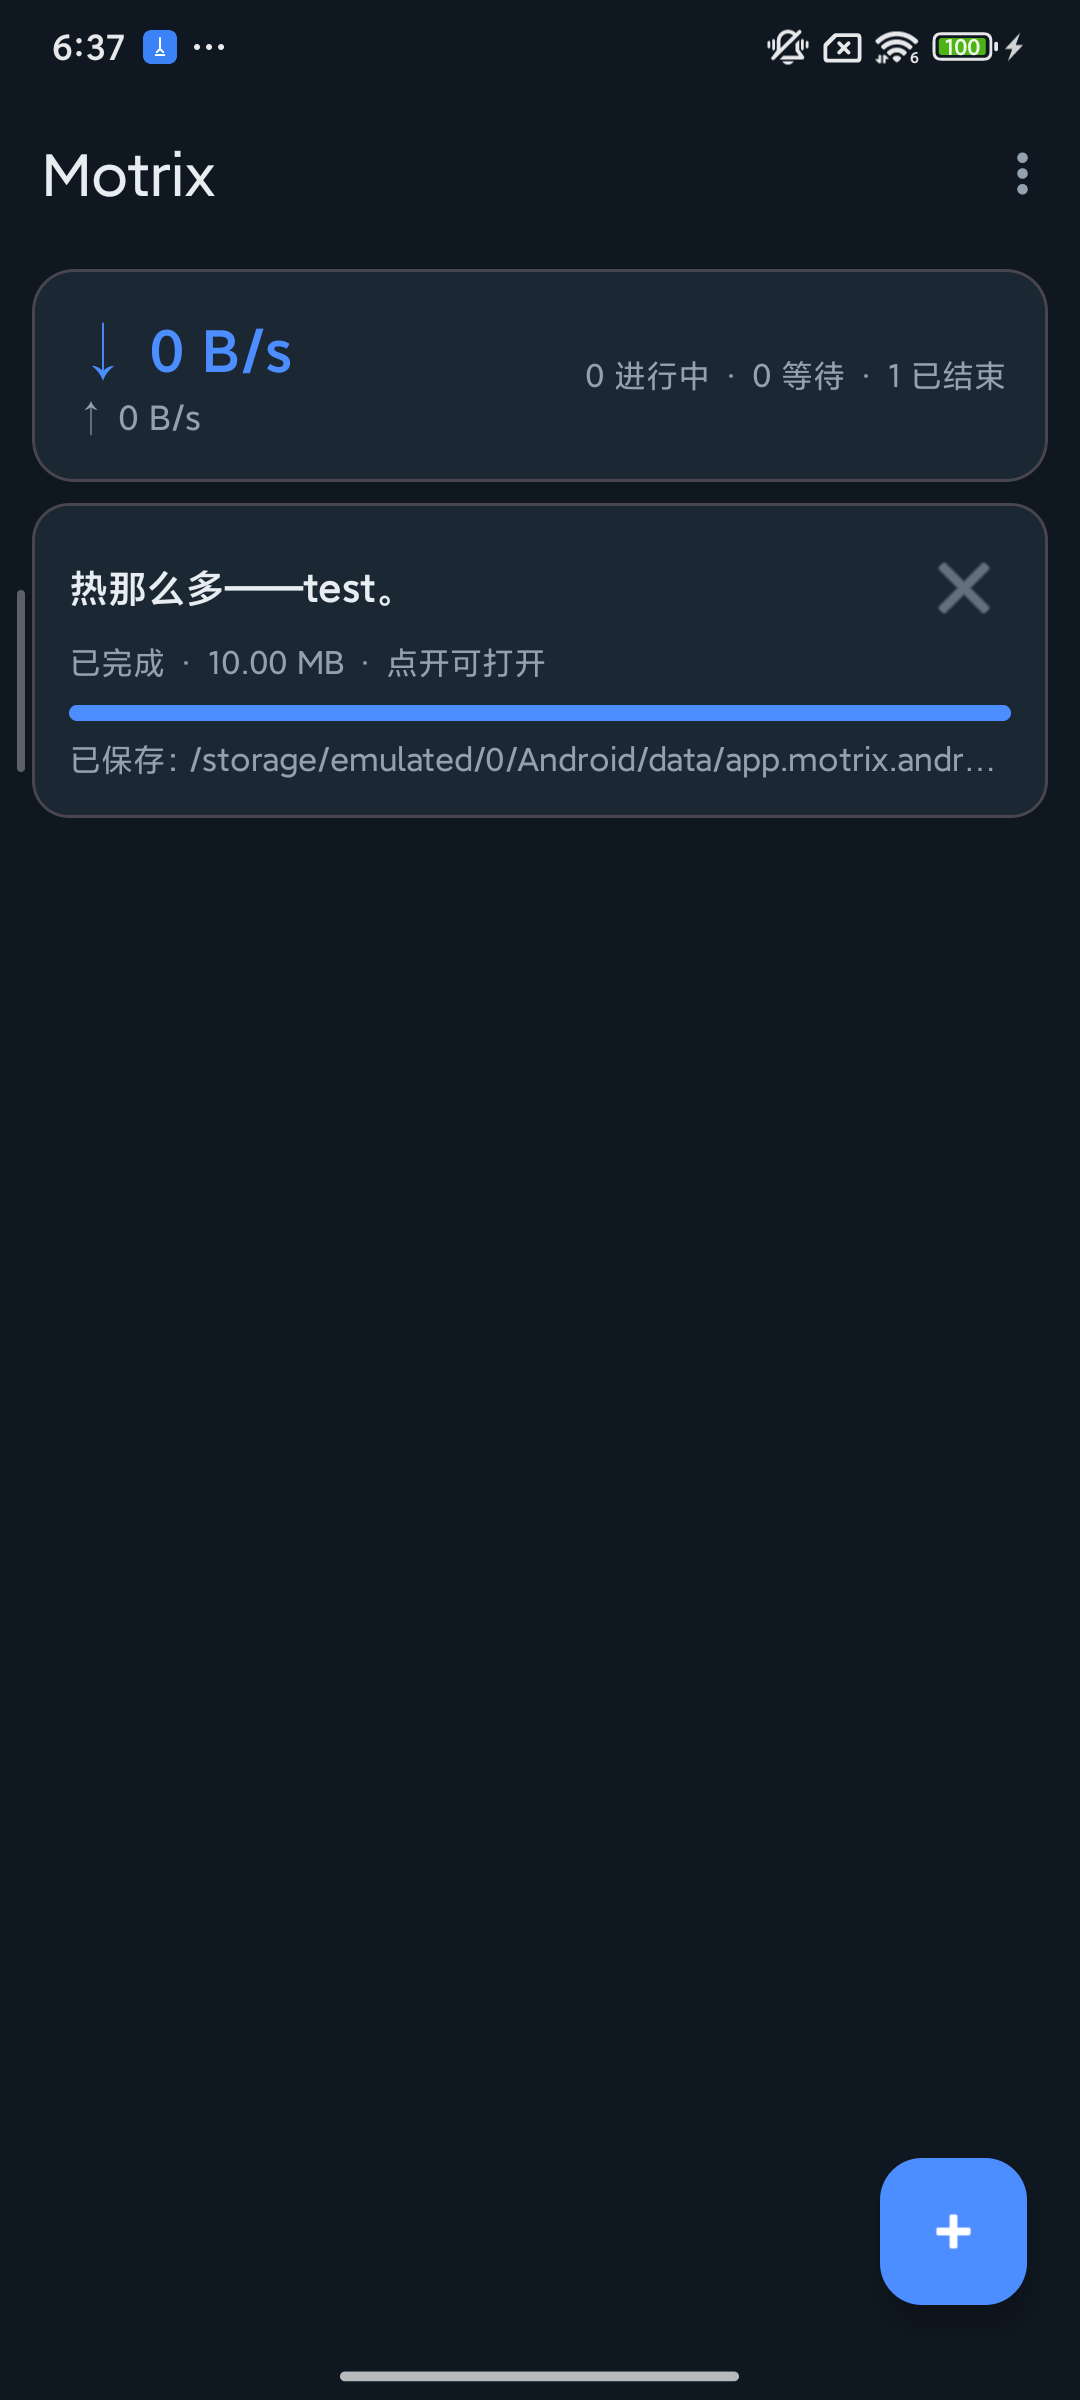 6:37
6
100
Motrix
↓ 0 B/s
↑ 0 B/s
0 进行中 · 0 等待 · 1 已结束
热那么多——test。
已完成 · 10.00 MB · 点开可打开
已保存: /storage/emulated/0/Android/data/app.motrix.andr...